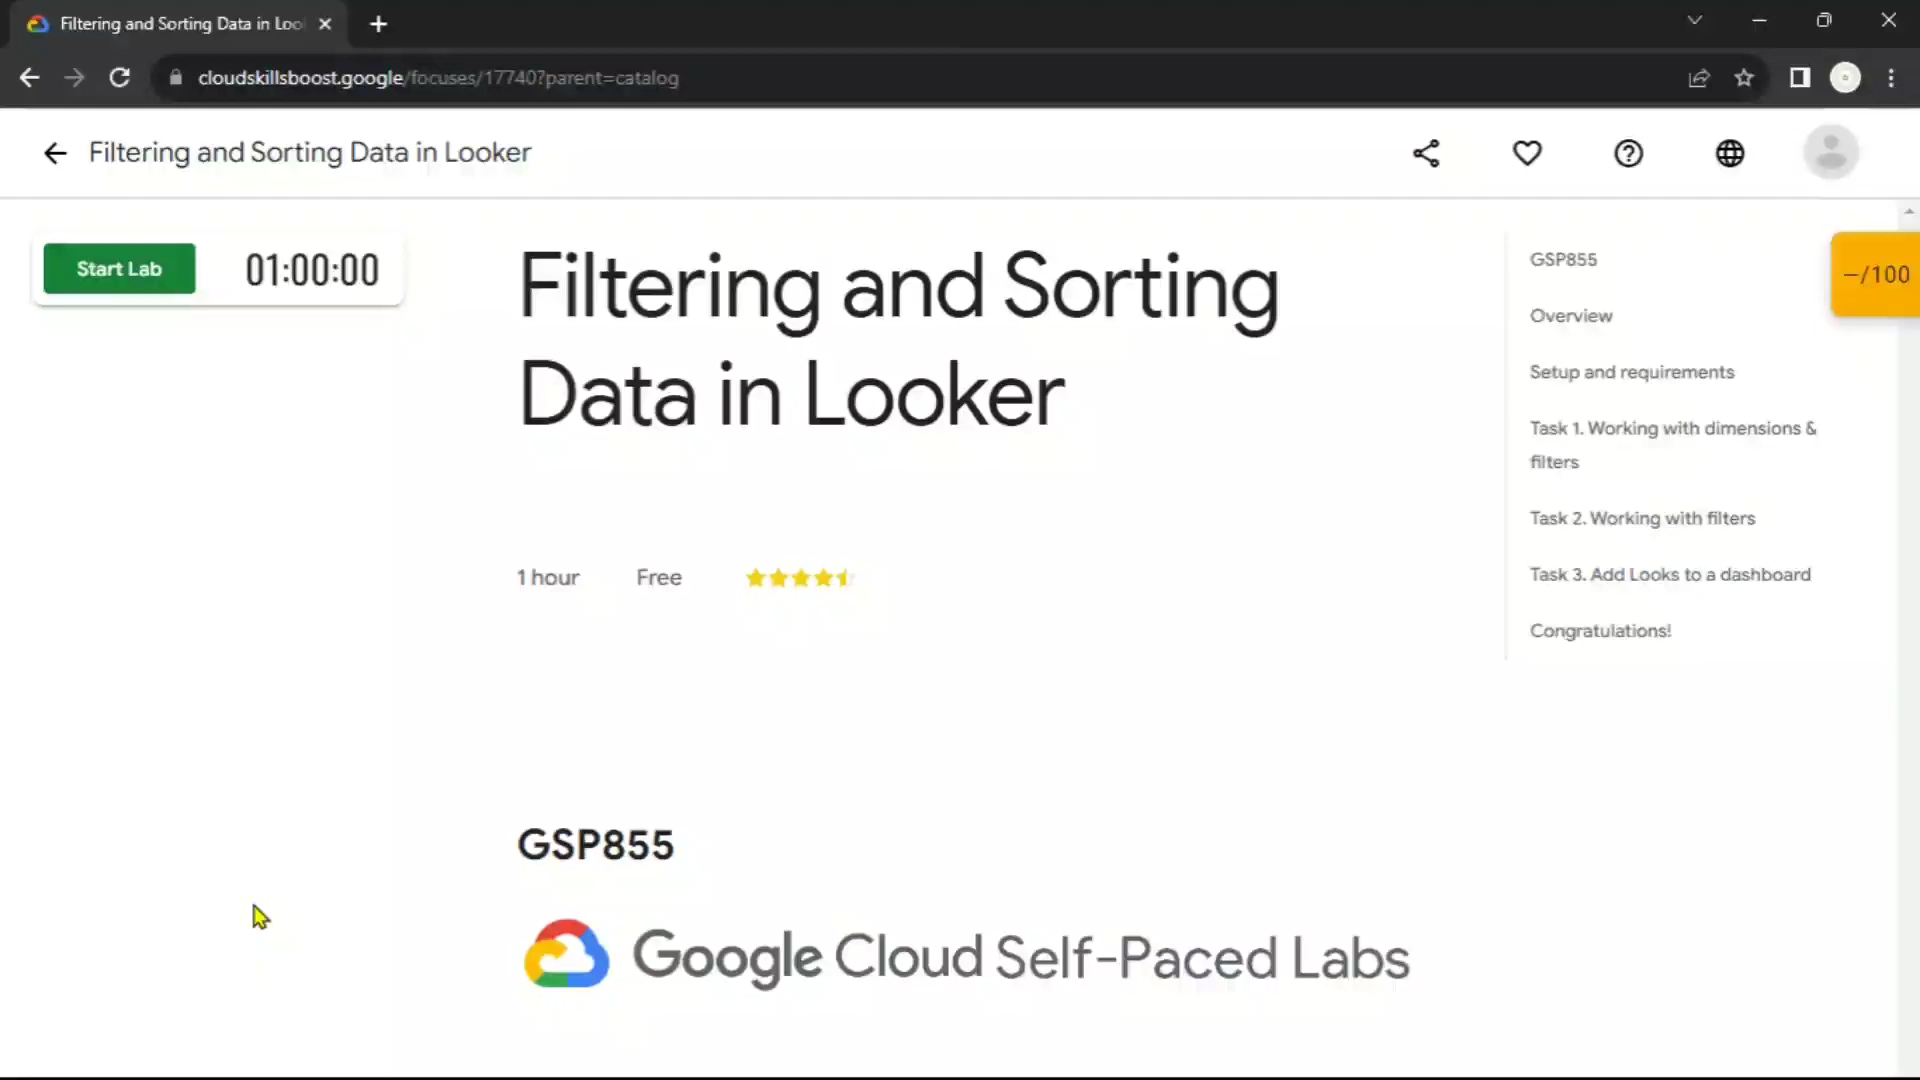 Filtering and Sorting Data in Loo
cloudskillsboost.google/focuses/17740?parent=catalog
Filtering and Sorting Data in Looker
Start Lab
01:00:00
Filtering and Sorting
Data in Looker
1 hour
Free
GSP855
Google Cloud Self-Paced Labs
GSP855
Overview
Setup and requirements
Task 1. Working with dimensions &
filters
Task 2. Working with filters
Task 3. Add Looks to a dashboard
Congratulations!
–/100